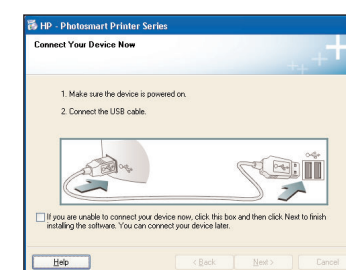 HP - Photosmart Printer Series
Connect Your Device Now
1. Make sure the device is powered on.
2. Connect the USB cable.
If you are unable to connect your device now, click this box and then click Next to finish
installing the software. You can connect your device later.
Help
< Back
Next >
Cancel